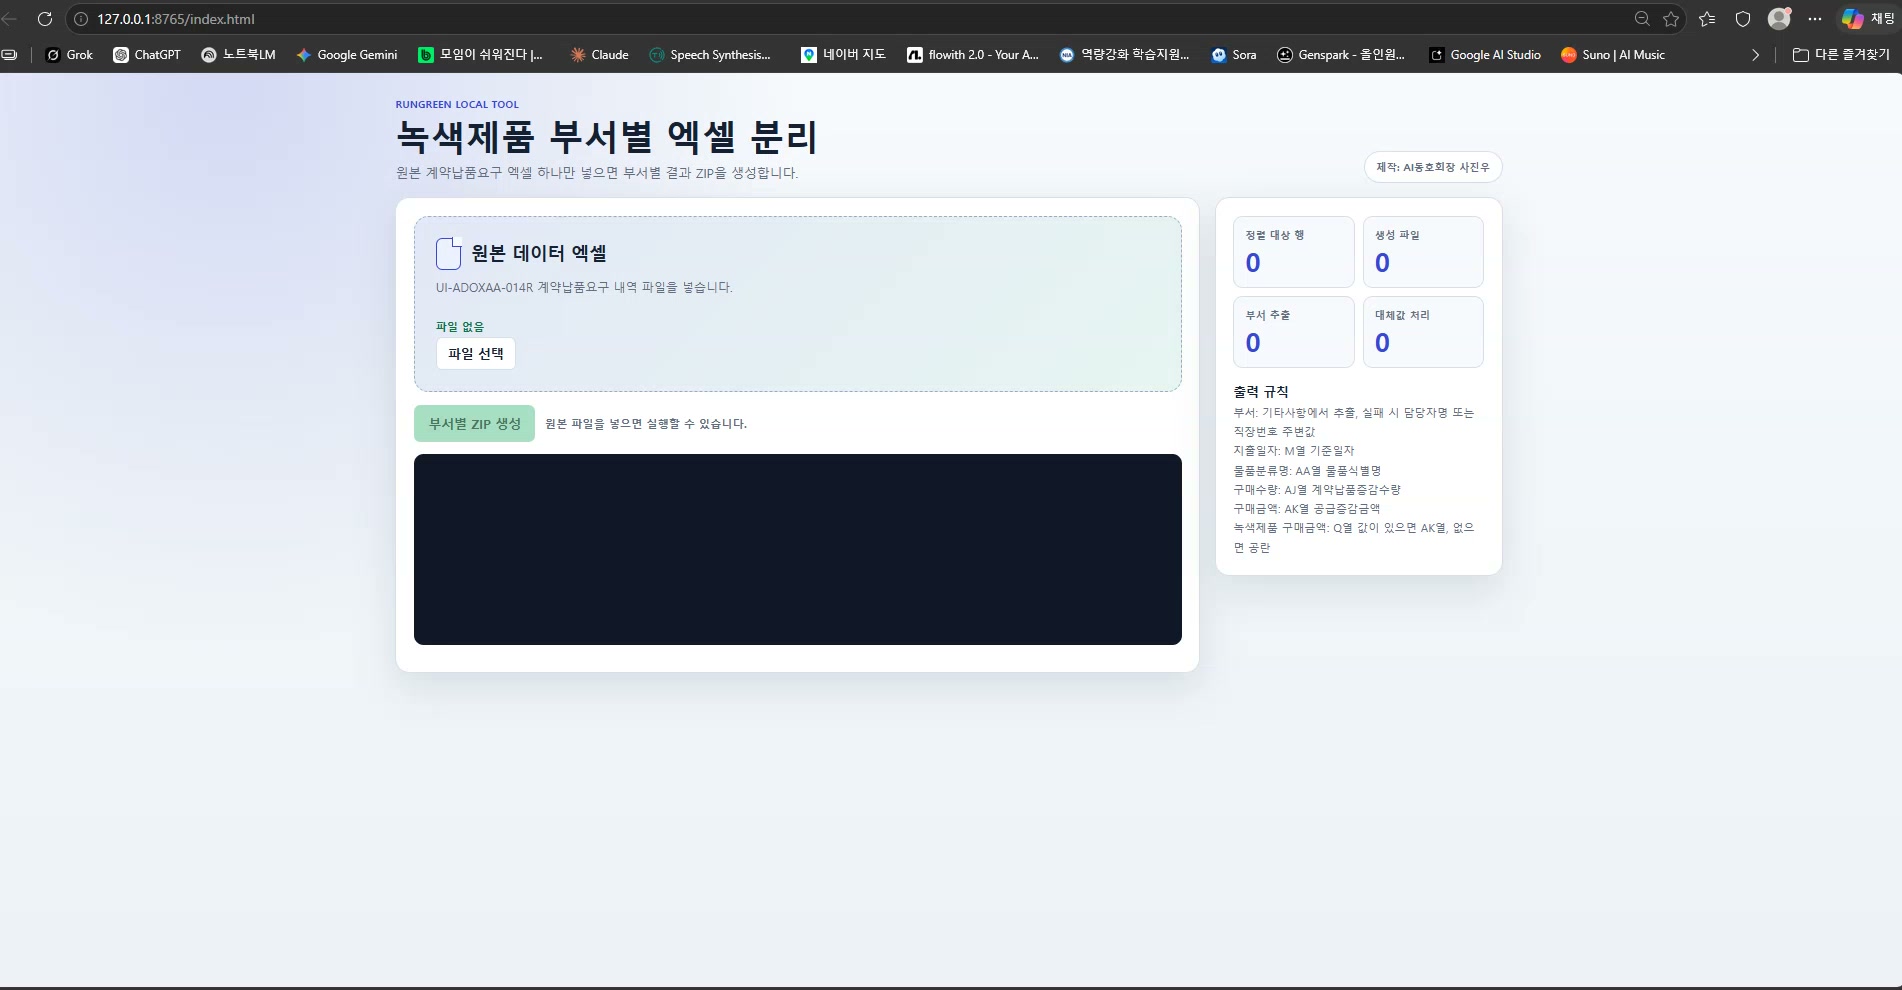 127.0.0.1:8765/index.html
채팅
Grok
ChatGPT
노트북LM
Google Gemini
모임이 쉬워진다 |...
Claude
Speech Synthesis...
네이버 지도
flowith 2.0 - Your A...
역량강화 학습지원...
Sora
Genspark - 올인원...
Google AI Studio
Suno | AI Music
다른 즐겨찾기
RUNGREEN LOCAL TOOL
녹색제품 부서별 엑셀 분리
원본 계약납품요구 엑셀 하나만 넣으면 부서별 결과 ZIP을 생성합니다.
제작: AI동호회장 사진우
원본 데이터 엑셀
UI-ADOXAA-014R 계약납품요구 내역 파일을 넣습니다.
파일 없음
파일 선택
부서별 ZIP 생성
원본 파일을 넣으면 실행할 수 있습니다.
정렬 대상 행
0
생성 파일
0
부서 추출
0
대체값 처리
0
출력 규칙
부서: 기타사항에서 추출, 실패 시 담당자명 또는
직장번호 주변값
지출일자: M열 기준일자
물품분류명: AA열 물품식별명
구매수량: AJ열 계약납품증감수량
구매금액: AK열 공급증감금액
녹색제품 구매금액: Q열 값이 있으면 AK열, 없으
면 공란